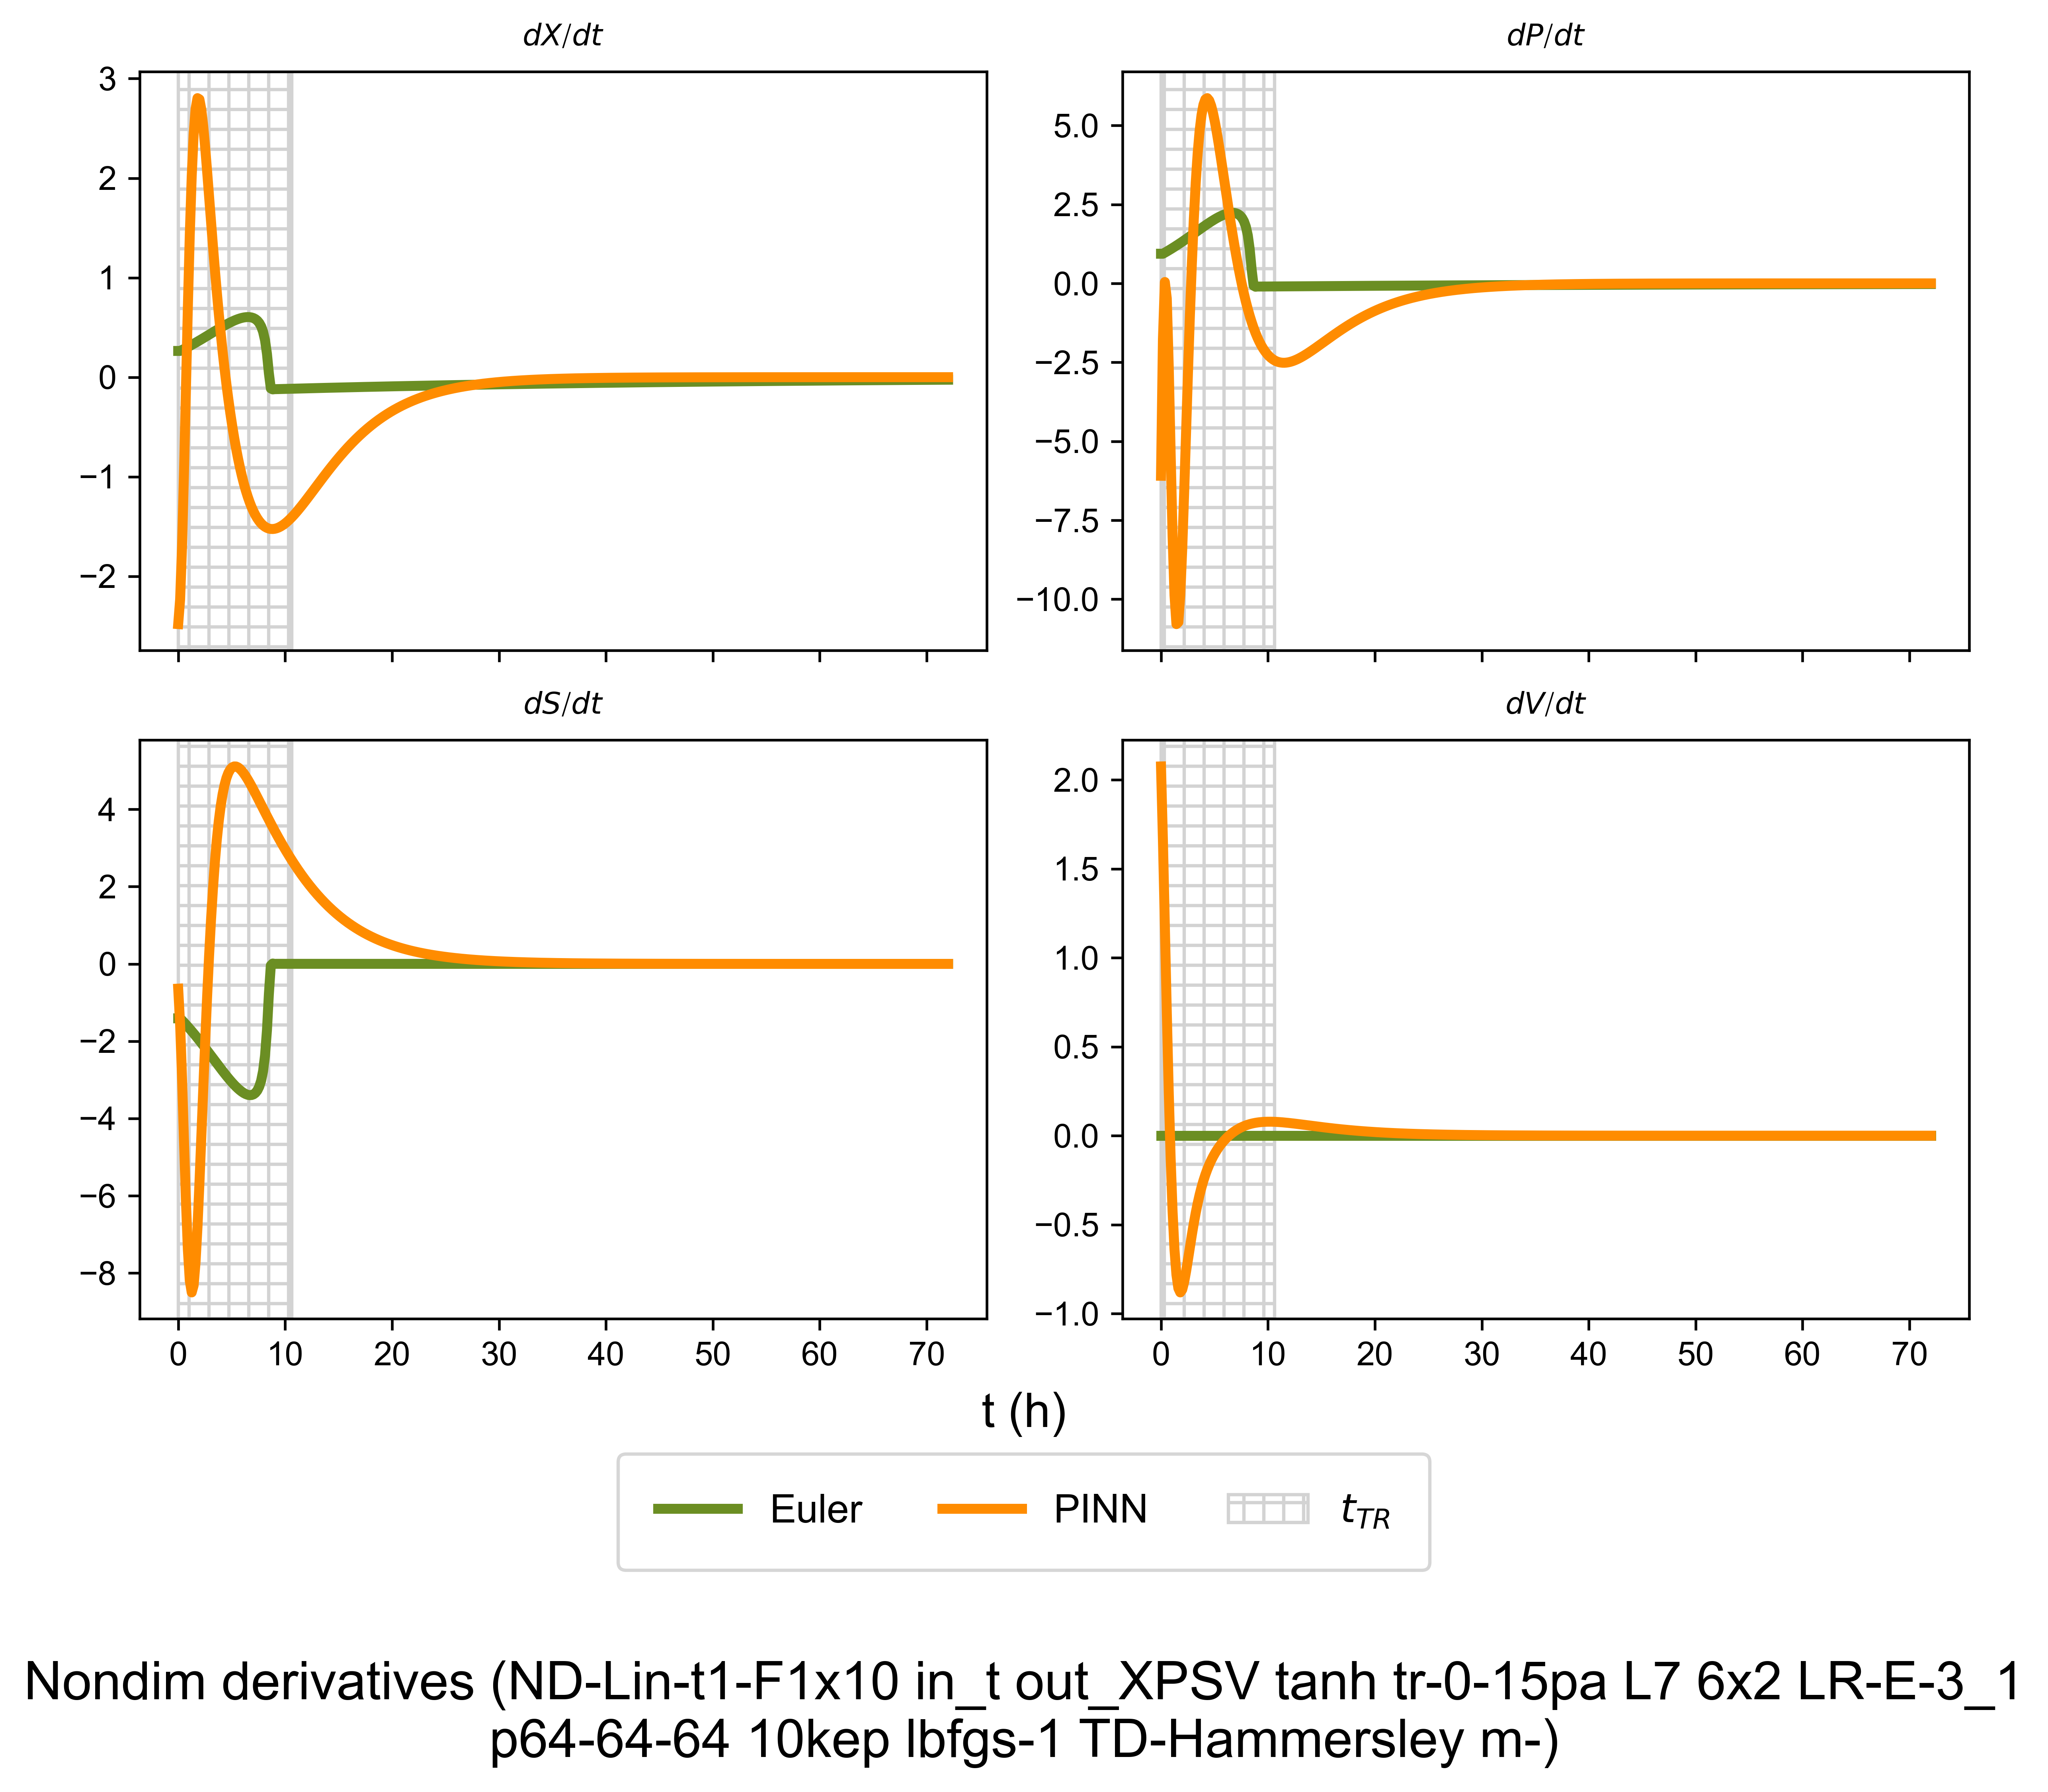 dX/dt
dP/dt
3
2
1
0
−1
−2
5.0
2.5
0.0
−2.5
−5.0
−7.5
−10.0
dS/dt
dV/dt
4
2
0
−2
−4
−6
−8
2.0
1.5
1.0
0.5
0.0
−0.5
−1.0
0 10 20 30 40 50 60 70
0 10 20 30 40 50 60 70
t (h)
Euler PINN t_TR
Nondim derivatives (ND-Lin-t1-F1x10 in_t out_XPSV tanh tr-0-15pa L7 6x2 LR-E-3_1
p64-64-64 10kep lbfgs-1 TD-Hammersley m-)